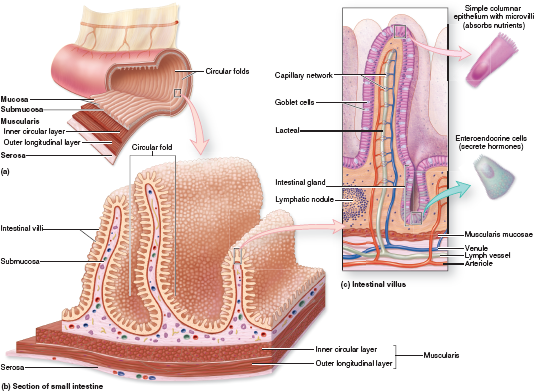 Circular folds
Mucosa
Submucosa
Muscularis
Inner circular layer
Outer longitudinal layer
Serosa
(a)
Circular fold
Intestinal villi
Submucosa
Serosa
Inner circular layer
Outer longitudinal layer
Muscularis
(b) Section of small intestine
Simple columnar
epithelium with microvilli
(absorbs nutrients)
Capillary network
Goblet cells
Lacteal
Enteroendocrine cells
(secrete hormones)
Intestinal gland
Lymphatic nodule
Muscularis mucosae
Venule
Lymph vessel
Arteriole
(c) Intestinal villus